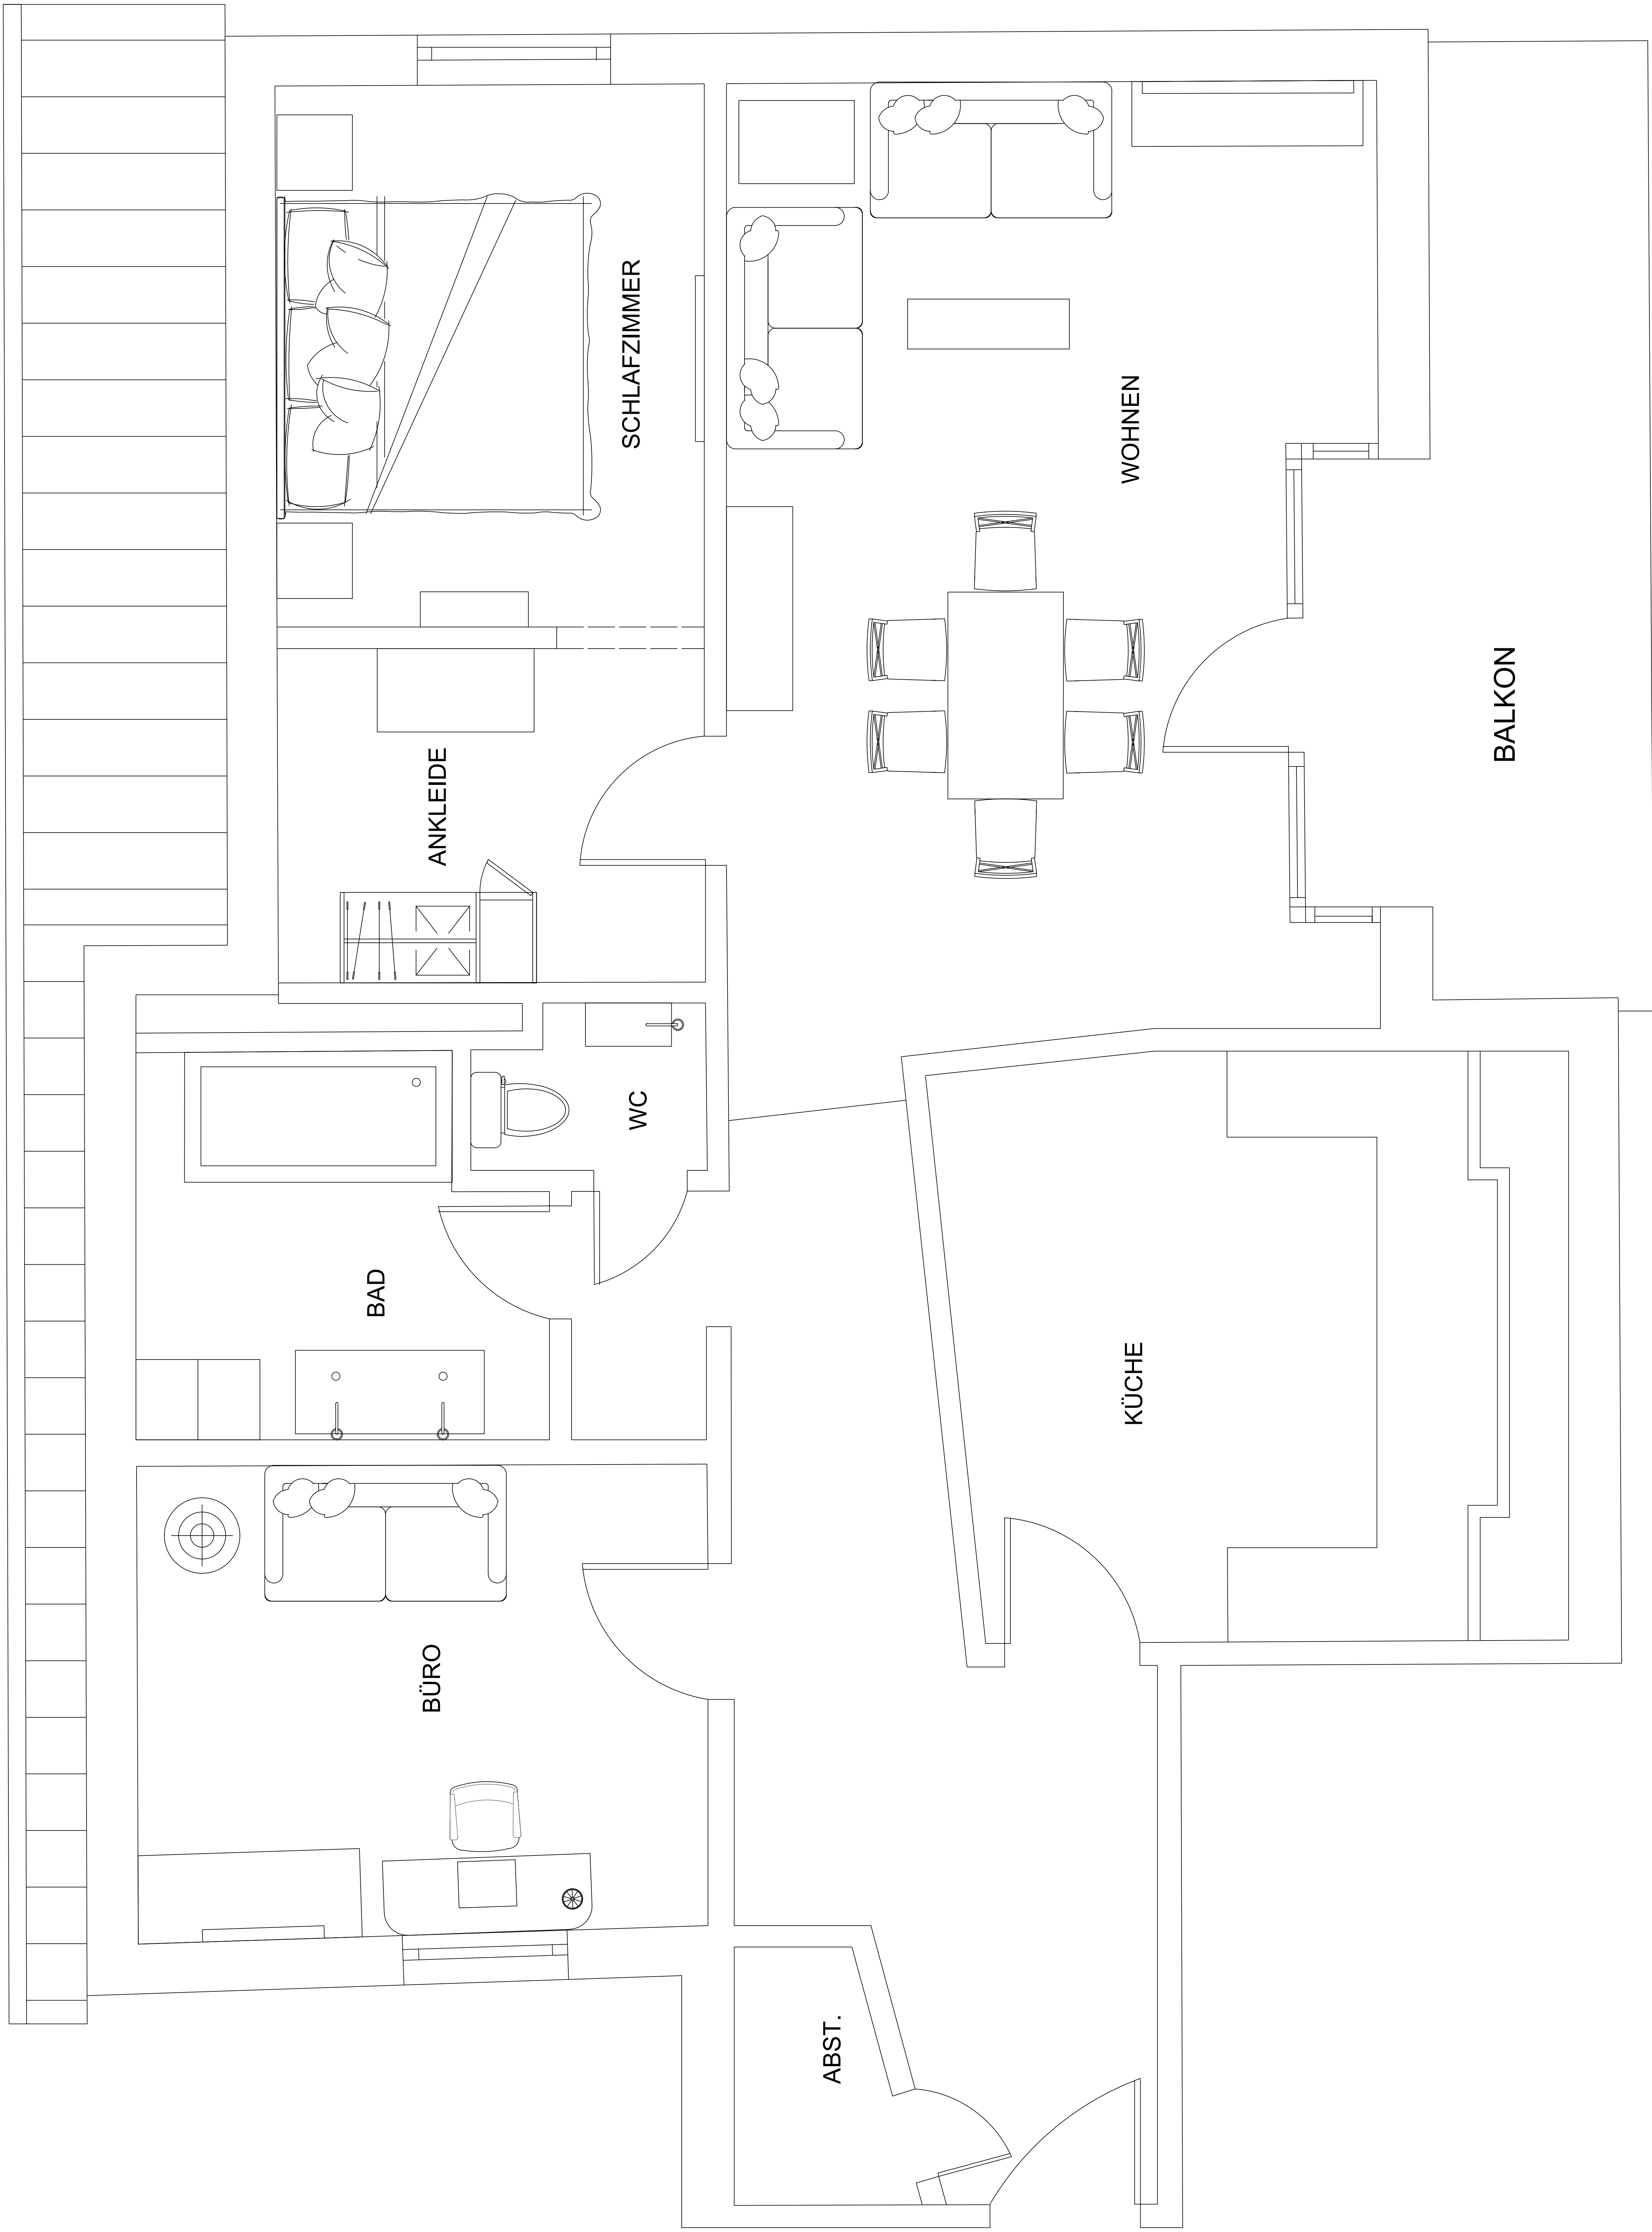 SCHLAFZIMMER
WOHNEN
BALKON
ANKLEIDE
WC
BAD
KÜCHE
BÜRO
ABST.